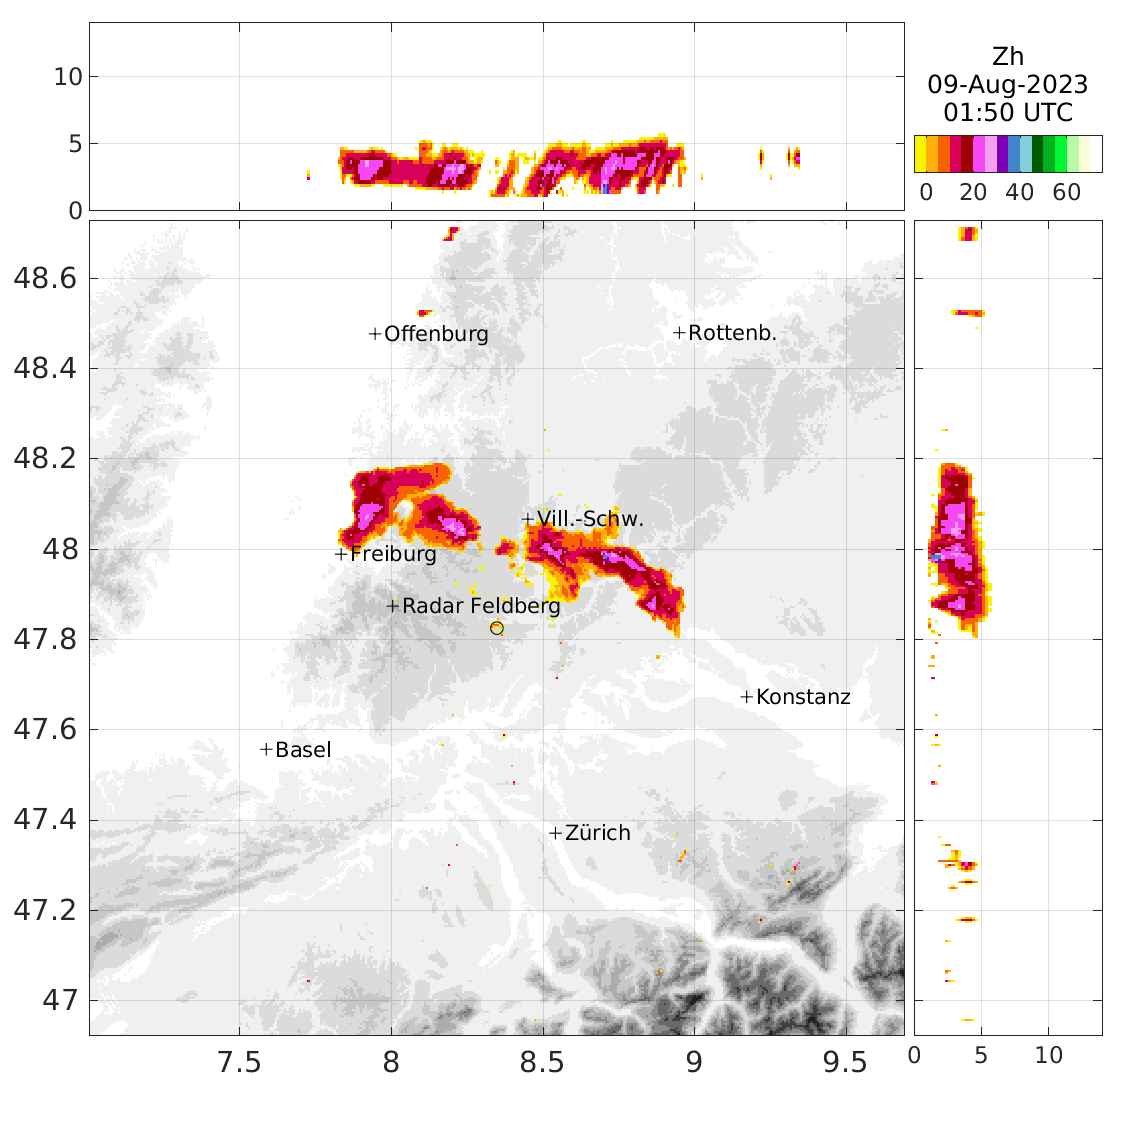 10
5
0
Zh
09-Aug-2023
01:50 UTC
0 20 40 60
48.6
48.4
48.2
48
47.8
47.6
47.4
47.2
47
+Offenburg
+Rottenb.
+Vill.-Schw.
+Freiburg
+Radar Feldberg
+Konstanz
+Basel
+Zürich
7.5 8 8.5 9 9.5
0 5 10